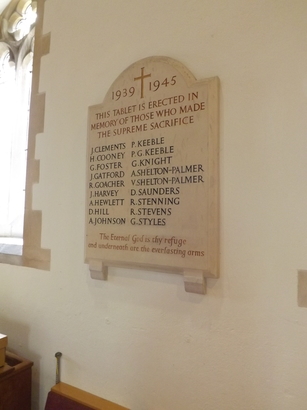 1939 1945
THIS TABLET IS ERECTED IN
MEMORY OF THOSE WHO MADE
THE SUPREME SACRIFICE
J. CLEMENTS P. KEEBLE
H. COONEY P. G. KEEBLE
G. FOSTER G. KNIGHT
J. GATFORD A. SHELTON-PALMER
R. GOACHER V. SHELTON-PALMER
J. HARVEY D. SAUNDERS
A. HEWLETT R. STENNING
D. HILL R. STEVENS
A. JOHNSON G. STYLES
The Eternal God is thy refuge
and underneath are the everlasting arms